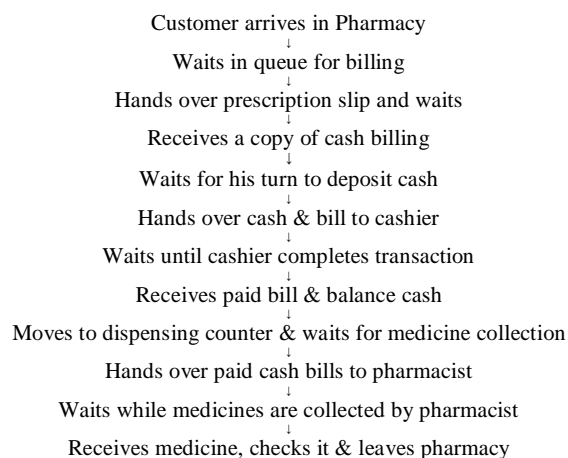 Customer arrives in Pharmacy
↓
Waits in queue for billing
↓
Hands over prescription slip and waits
↓
Receives a copy of cash billing
↓
Waits for his turn to deposit cash
↓
Hands over cash & bill to cashier
↓
Waits until cashier completes transaction
↓
Receives paid bill & balance cash
↓
Moves to dispensing counter & waits for medicine collection
↓
Hands over paid cash bills to pharmacist
↓
Waits while medicines are collected by pharmacist
↓
Receives medicine, checks it & leaves pharmacy